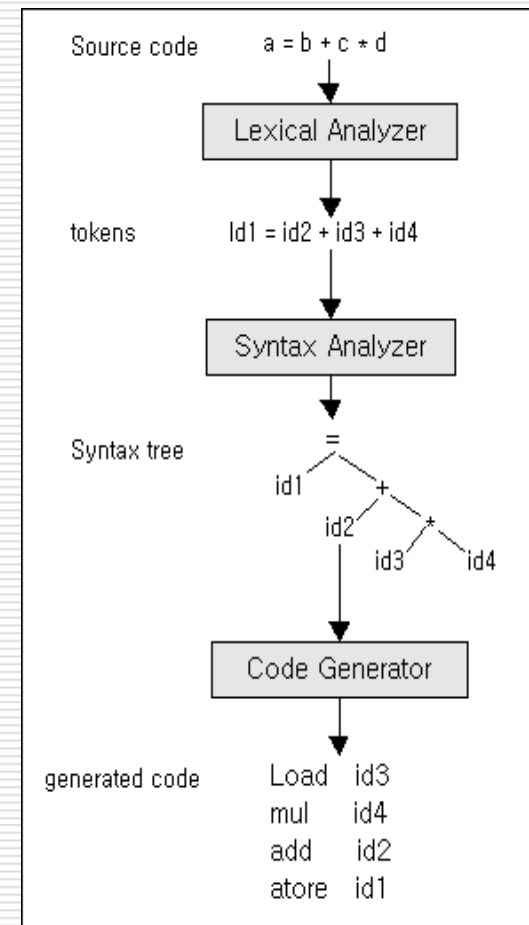 Source code a = b + c * d
Lexical Analyzer
tokens Id1 = id2 + id3 + id4
Syntax Analyzer
Syntax tree =
id1 +
id2 *
id3 id4
Code Generator
generated code Load id3
mul id4
add id2
atore id1